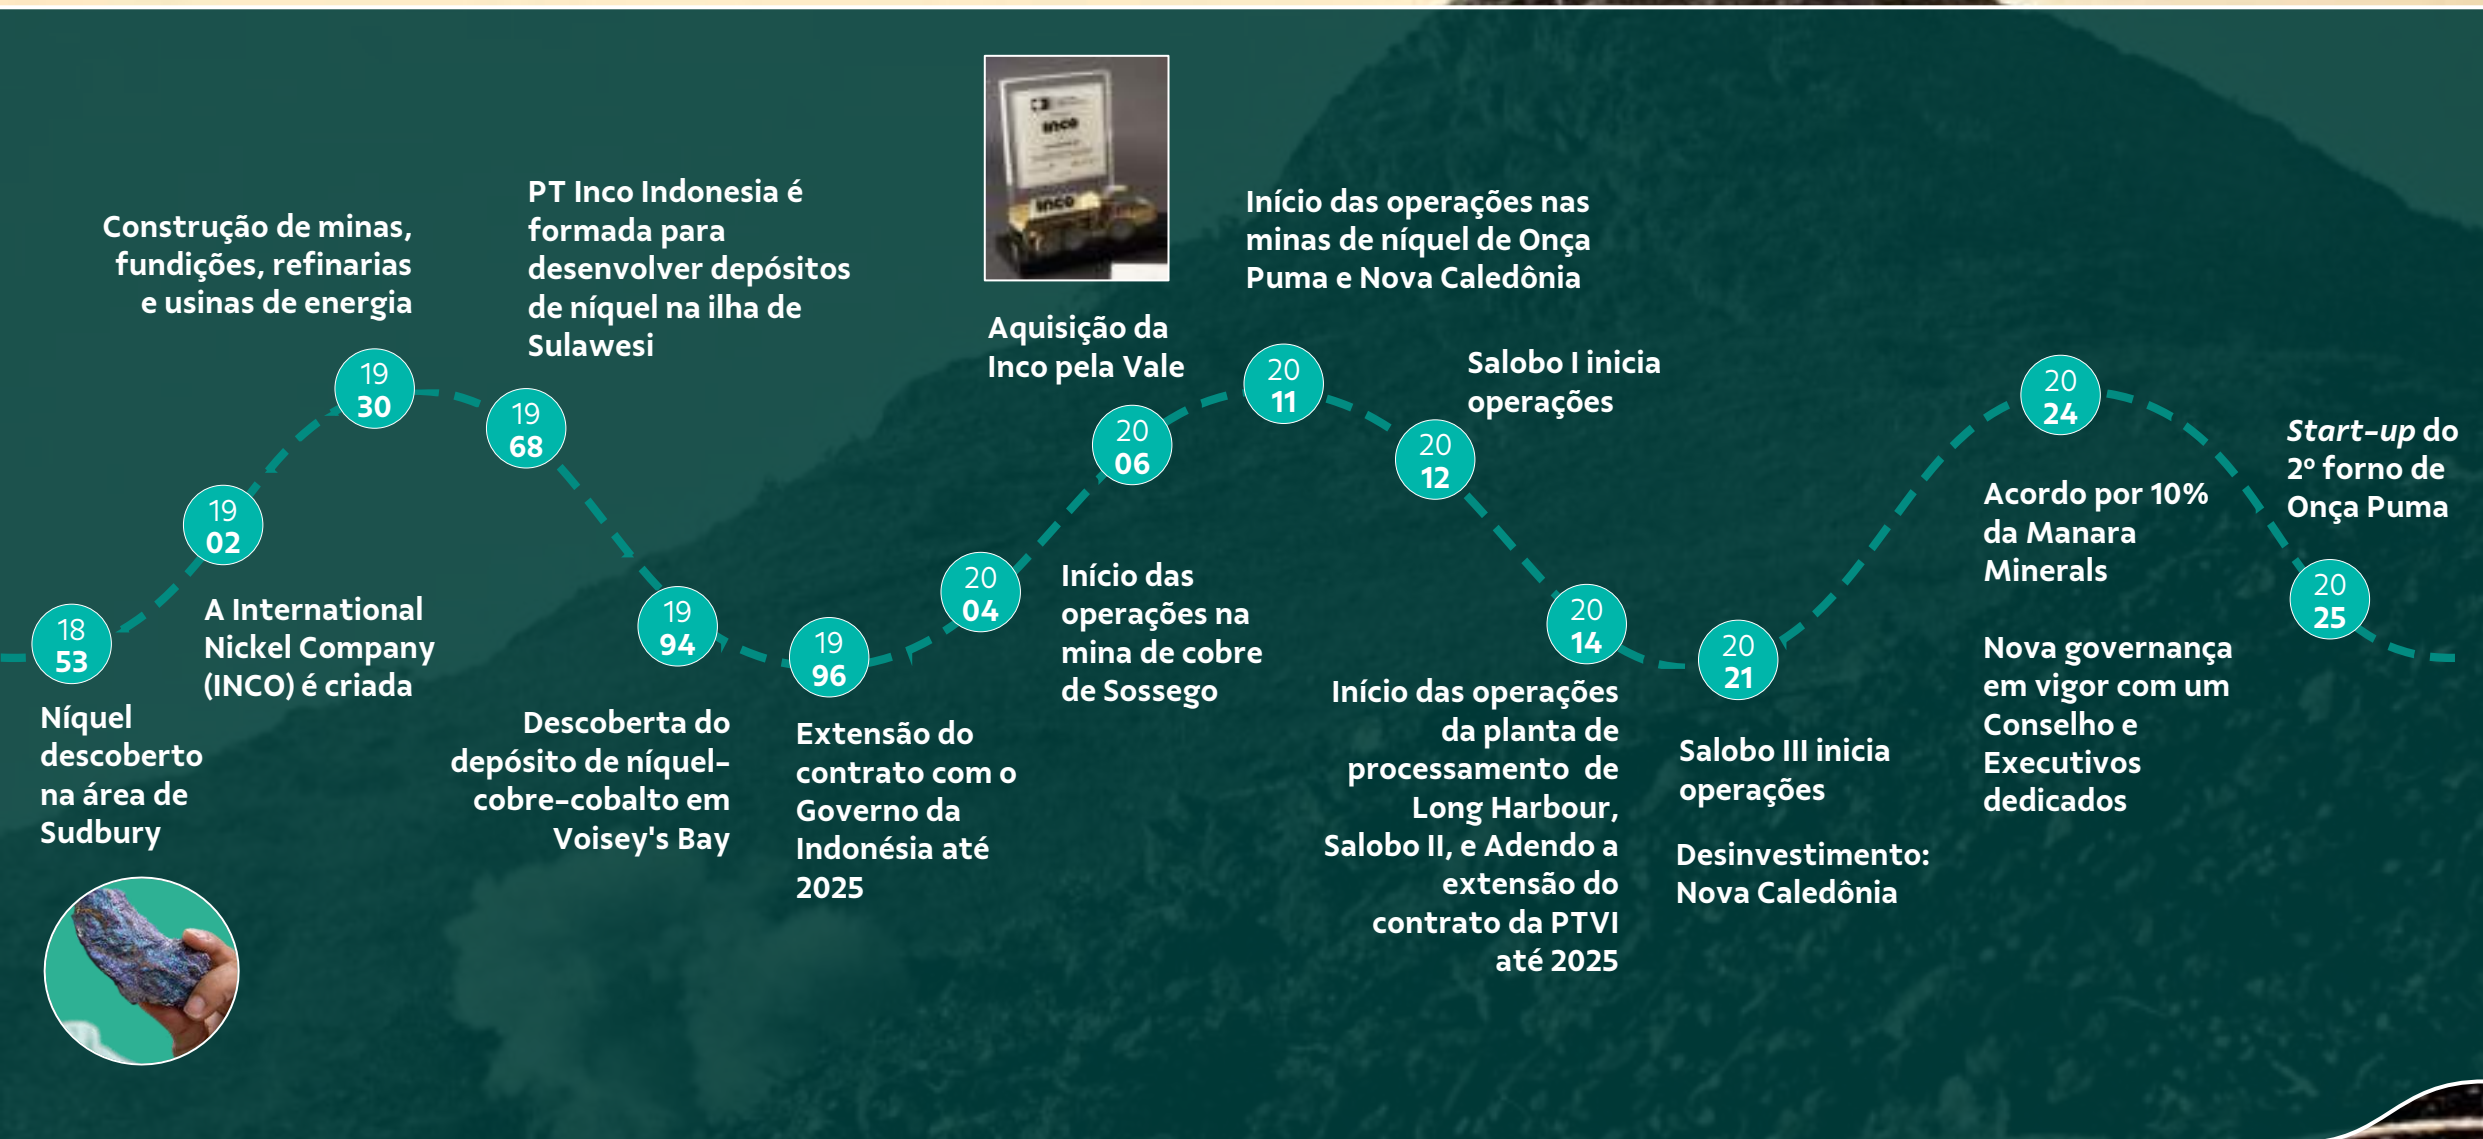 18
53
Níquel
descoberto
na área de
Sudbury
19
02
A International
Nickel Company
(INCO) é criada
Construção de minas,
fundições, refinarias
e usinas de energia
19
30
PT Inco Indonesia é
formada para
desenvolver depósitos
de níquel na ilha de
Sulawesi
19
68
19
94
Descoberta do
depósito de níquel-
cobre-cobalto em
Voisey's Bay
19
96
Extensão do
contrato com o
Governo da
Indonésia até
2025
20
04
Início das
operações na
mina de cobre
de Sossego
Inco
Inco
Aquisição da
Inco pela Vale
20
06
Início das operações nas
minas de níquel de Onça
Puma e Nova Caledônia
20
11
Salobo I inicia
operações
20
12
20
14
Início das operações
da planta de
processamento de
Long Harbour,
Salobo II, e Adendo a
extensão do
contrato da PTVI
até 2025
20
21
Salobo III inicia
operações
Desinvestimento:
Nova Caledônia
20
24
Acordo por 10%
da Manara
Minerals
Nova governança
em vigor com um
Conselho e
Executivos
dedicados
Start-up do
2º forno de
Onça Puma
20
25